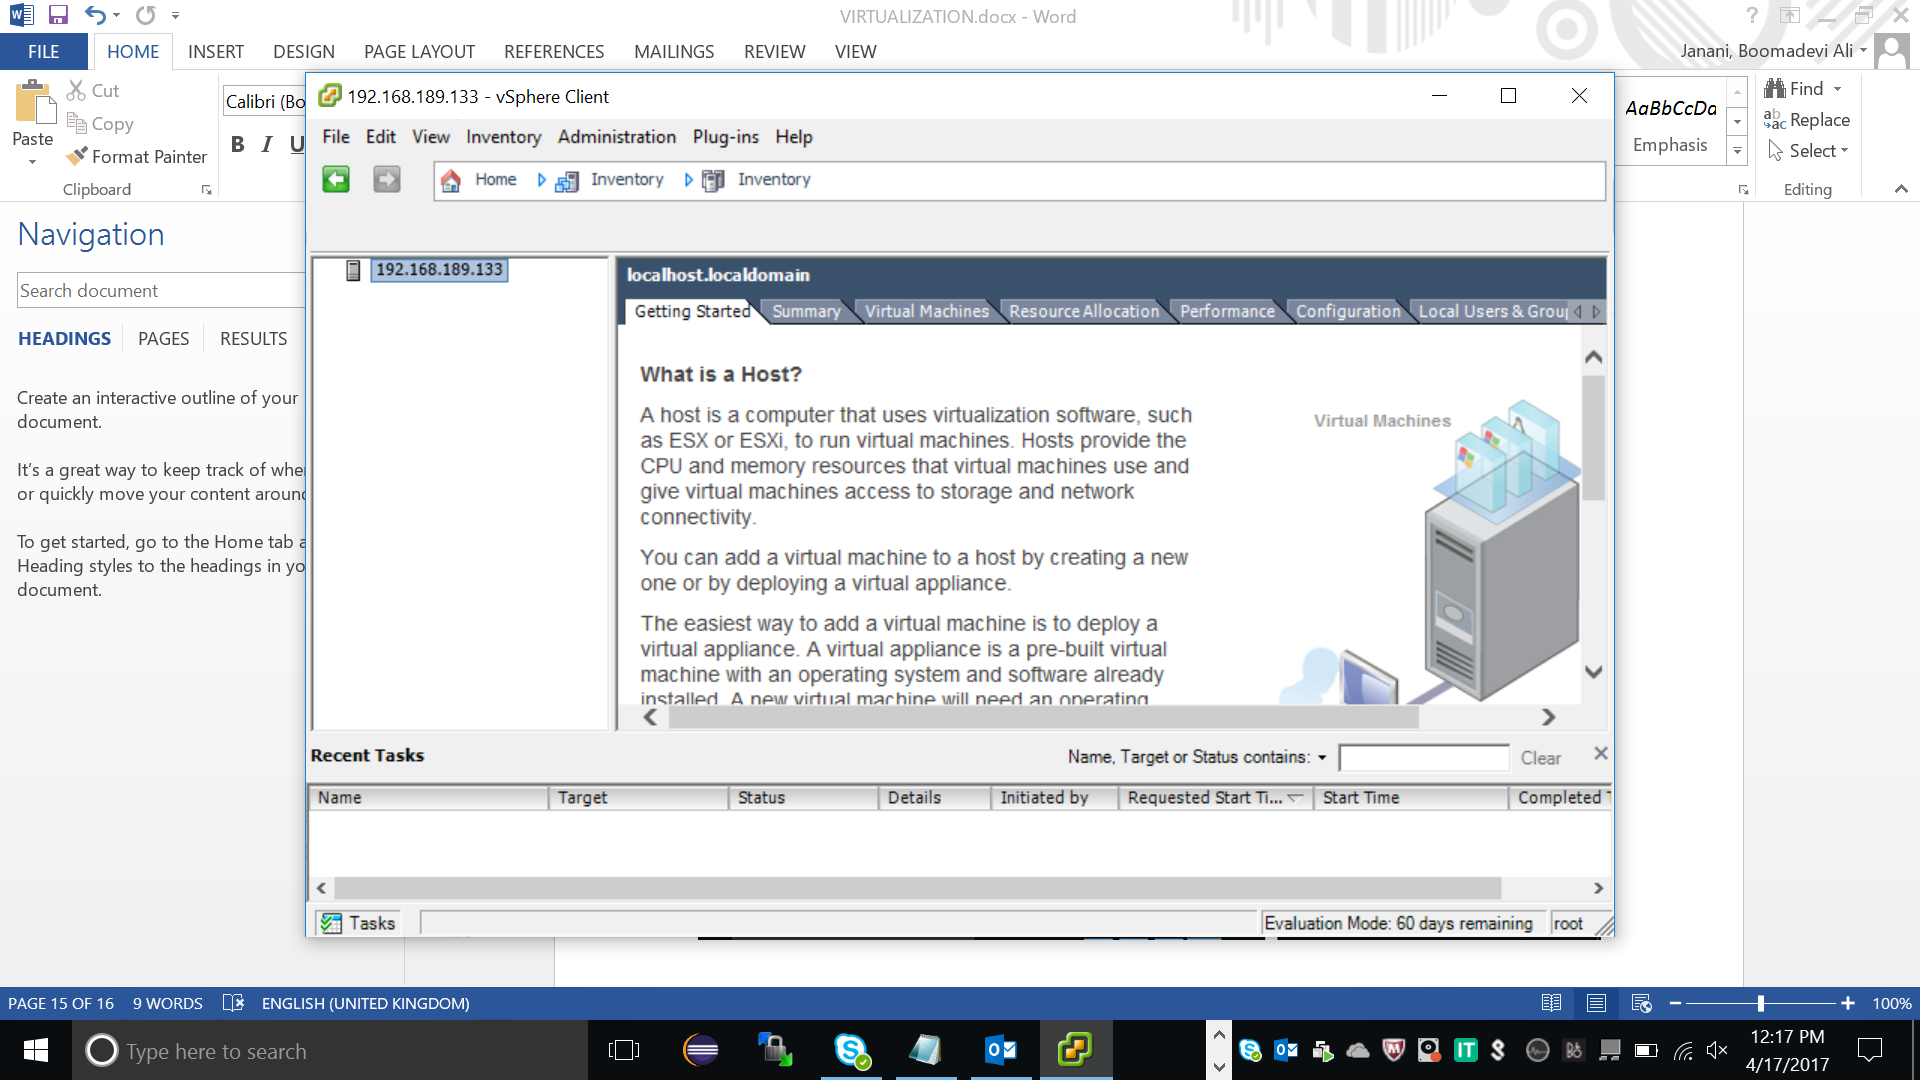 VIRTUALIZATION.docx - Word
FILE HOME INSERT DESIGN PAGE LAYOUT REFERENCES MAILINGS REVIEW VIEW
Janani, Boomadevi Ali
Cut
Copy
Paste
Format Painter
Clipboard
Calibri (Bo
B I U
AaBbCcDa
Emphasis
Find
Replace
Select
Editing
192.168.189.133 - vSphere Client
File Edit View Inventory Administration Plug-ins Help
Home Inventory Inventory
Navigation
Search document
HEADINGS PAGES RESULTS
Create an interactive outline of your
document.
It's a great way to keep track of whe
or quickly move your content aroun
To get started, go to the Home tab a
Heading styles to the headings in yo
document.
192.168.189.133
localhost.localdomain
Getting Started Summary Virtual Machines Resource Allocation Performance Configuration Local Users & Grou
What is a Host?
A host is a computer that uses virtualization software, such
as ESX or ESXi, to run virtual machines. Hosts provide the
CPU and memory resources that virtual machines use and
give virtual machines access to storage and network
connectivity.
You can add a virtual machine to a host by creating a new
one or by deploying a virtual appliance.
The easiest way to add a virtual machine is to deploy a
virtual appliance. A virtual appliance is a pre-built virtual
machine with an operating system and software already
installed. A new virtual machine will need an operating
Virtual Machines
Recent Tasks
Name, Target or Status contains: Clear
Name Target Status Details Initiated by Requested Start Ti... Start Time Completed T
Tasks
Evaluation Mode: 60 days remaining root
PAGE 15 OF 16 9 WORDS ENGLISH (UNITED KINGDOM)
100%
Type here to search
12:17 PM
4/17/2017